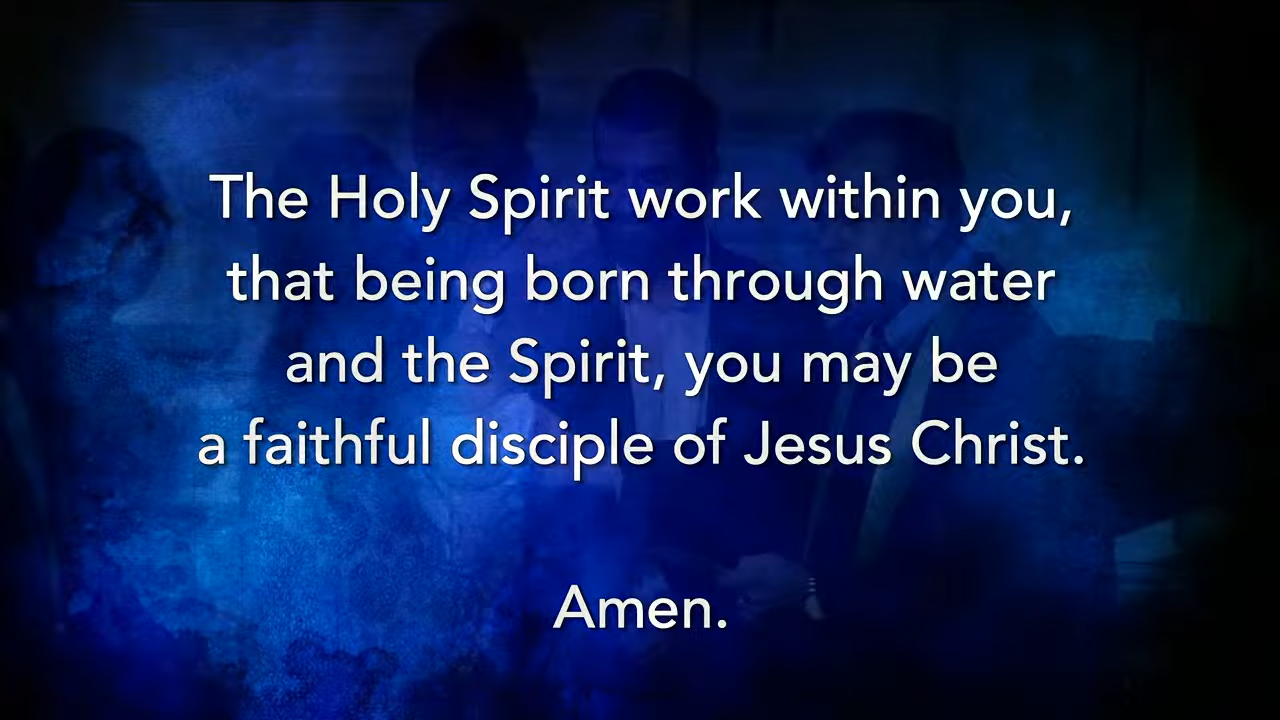 The Holy Spirit work within you,
that being born through water
and the Spirit, you may be
a faithful disciple of Jesus Christ.
Amen.